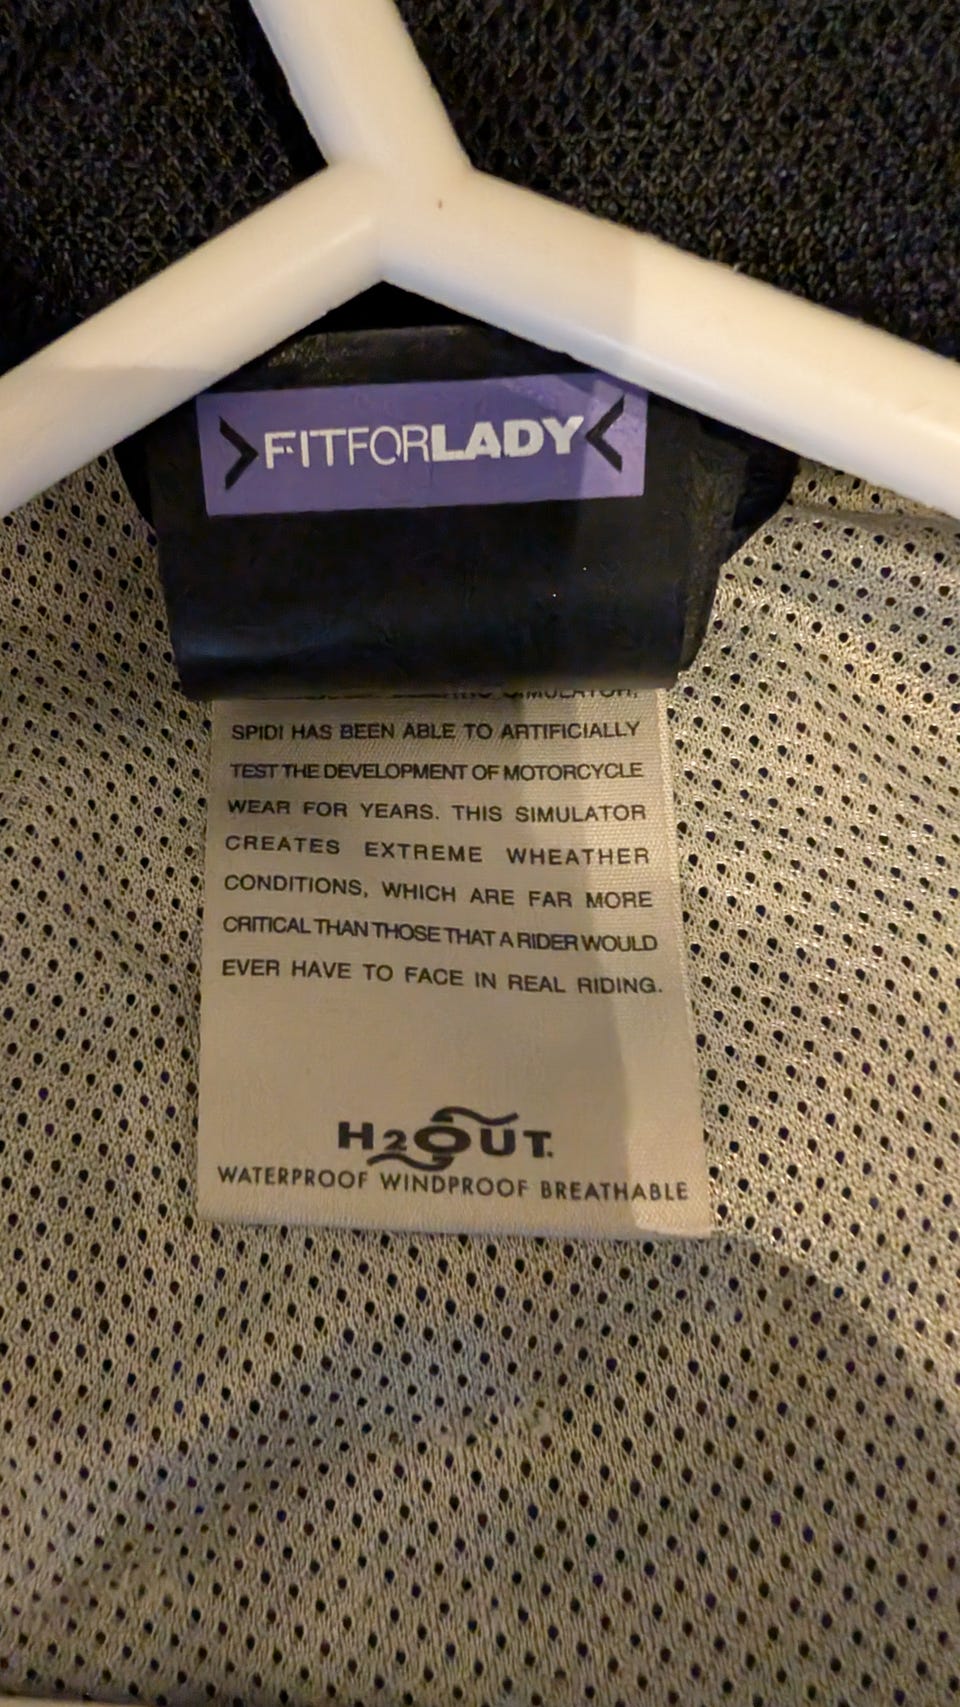 >FITFORLADY<
SIMULATOR,
SPIDI HAS BEEN ABLE TO ARTIFICIALLY
TEST THE DEVELOPMENT OF MOTORCYCLE
WEAR FOR YEARS. THIS SIMULATOR
CREATES EXTREME WHEATHER
CONDITIONS, WHICH ARE FAR MORE
CRITICAL THAN THOSE THAT A RIDER WOULD
EVER HAVE TO FACE IN REAL RIDING.
H2OUT.
WATERPROOF WINDPROOF BREATHABLE